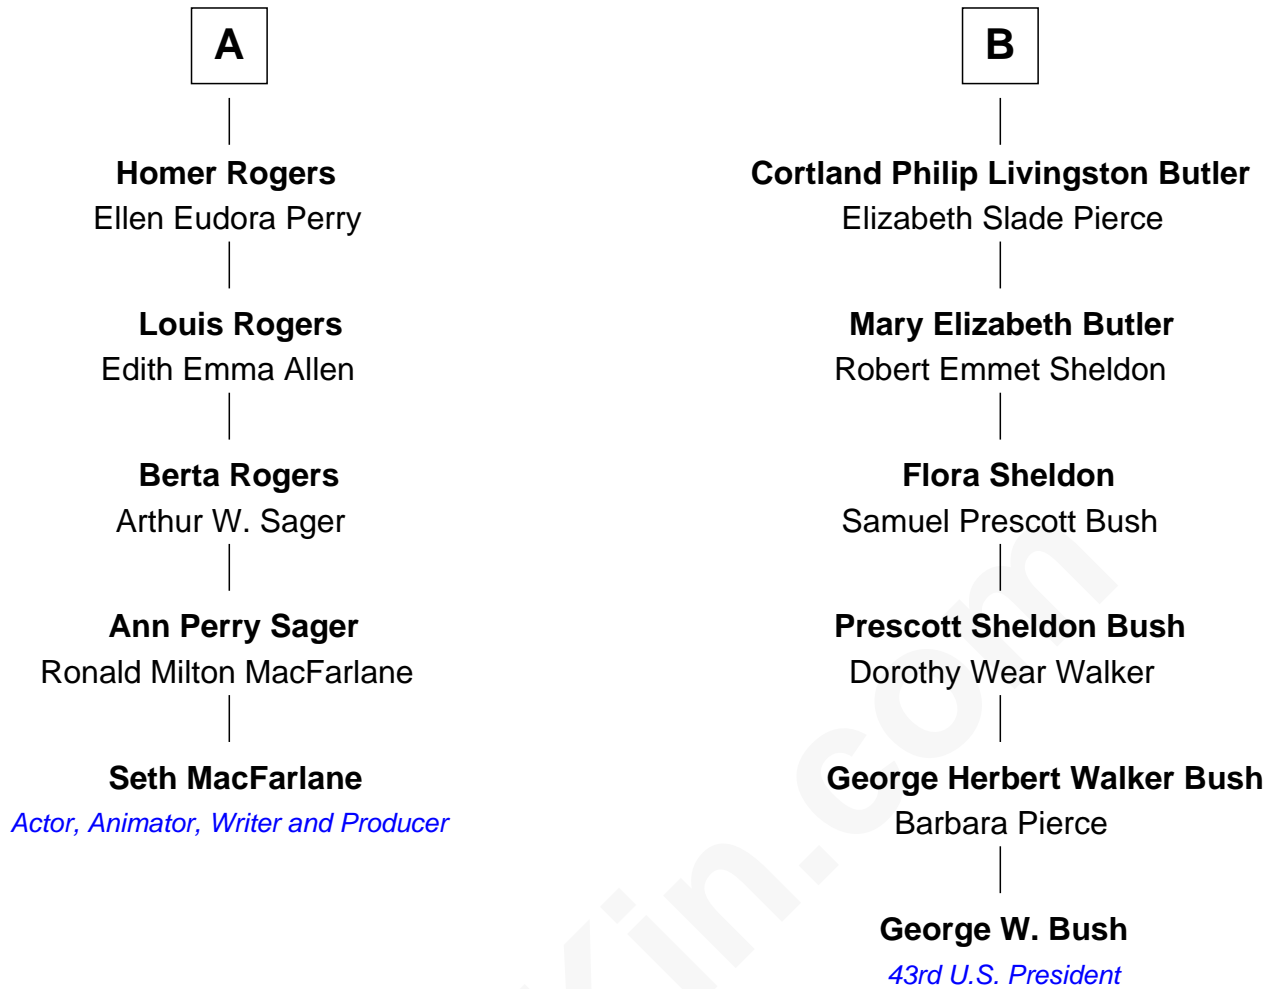 A
Homer Rogers
Ellen Eudora Perry
Louis Rogers
Edith Emma Allen
Berta Rogers
Arthur W. Sager
Ann Perry Sager
Ronald Milton MacFarlane
Seth MacFarlane
Actor, Animator, Writer and Producer
B
Cortland Philip Livingston Butler
Elizabeth Slade Pierce
Mary Elizabeth Butler
Robert Emmet Sheldon
Flora Sheldon
Samuel Prescott Bush
Prescott Sheldon Bush
Dorothy Wear Walker
George Herbert Walker Bush
Barbara Pierce
George W. Bush
43rd U.S. President
Kin.com